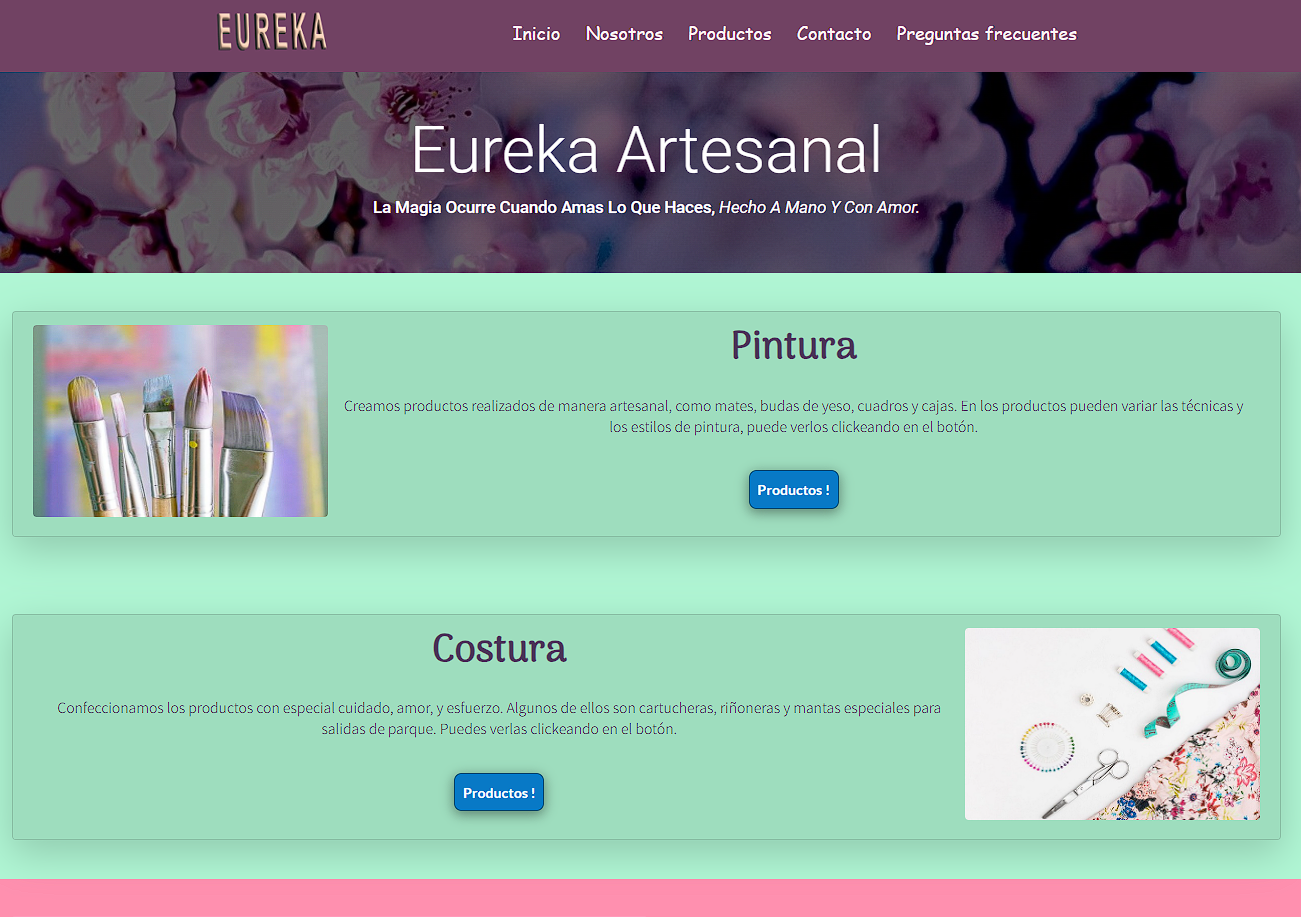 EUREKA
Inicio Nosotros Productos Contacto Preguntas frecuentes
Eureka Artesanal
La Magia Ocurre Cuando Amas Lo Que Haces, Hecho A Mano Y Con Amor.
Pintura
Creamos productos realizados de manera artesanal, como mates, budas de yeso, cuadros y cajas. En los productos pueden variar las técnicas y
los estilos de pintura, puede verlos clickeando en el botón.
Productos !
Costura
Confeccionamos los productos con especial cuidado, amor, y esfuerzo. Algunos de ellos son cartucheras, riñoneras y mantas especiales para
salidas de parque. Puedes verlas clickeando en el botón.
Productos !